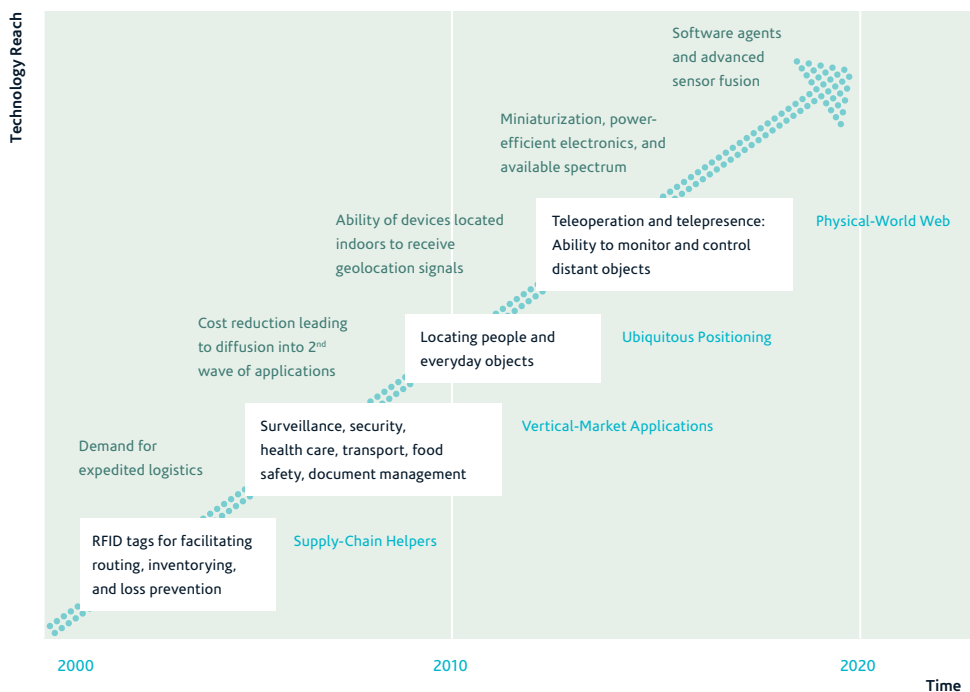 Technology Reach
Software agents
and advanced
sensor fusion
Miniaturization, power-
efficient electronics, and
available spectrum
Teleoperation and telepresence:
Ability to monitor and control
distant objects
Physical-World Web
Ability of devices located
indoors to receive
geolocation signals
Locating people and
everyday objects
Ubiquitous Positioning
Cost reduction leading
to diffusion into 2nd
wave of applications
Surveillance, security,
health care, transport, food
safety, document management
Vertical-Market Applications
Demand for
expedited logistics
RFID tags for facilitating
routing, inventorying,
and loss prevention
Supply-Chain Helpers
2000
2010
2020
Time